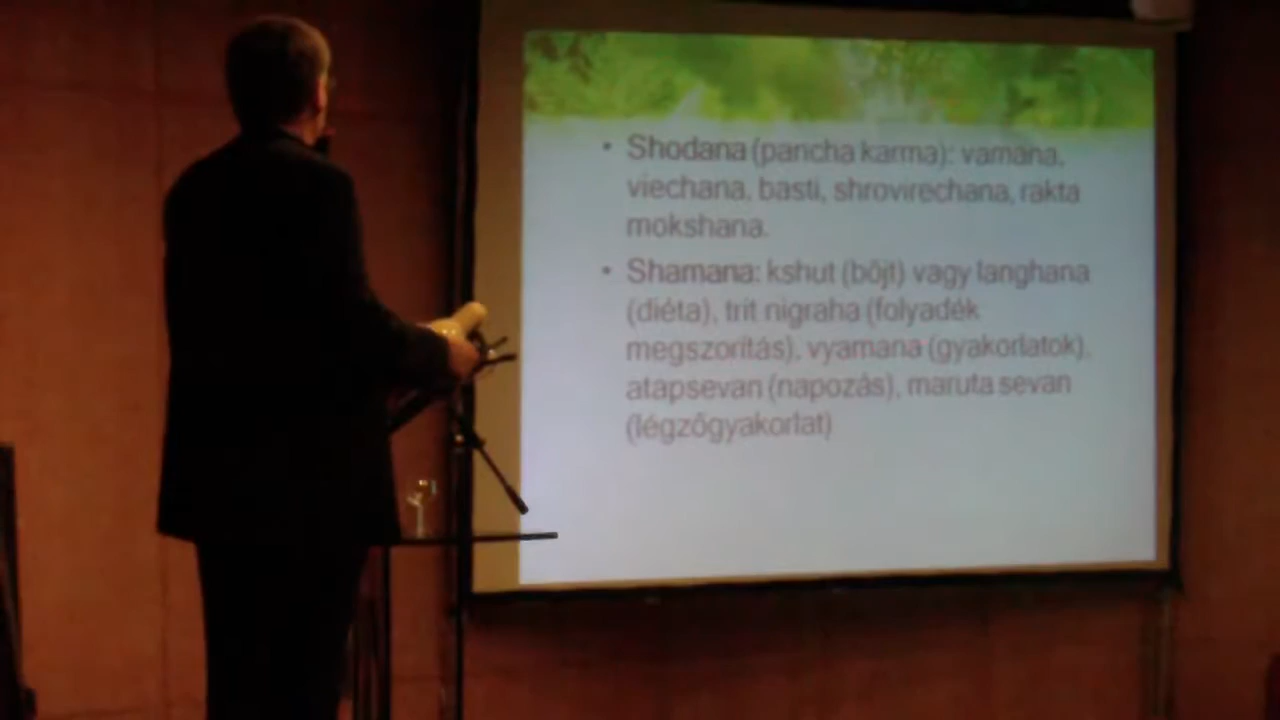 • Shodana (pancha karma): vamana,
viechana, basti, shrovirechana, rakta
mokshana.
• Shamana: kshut (bőjt) vagy langhana
(diéta), trit nigraha (folyadék
megszorítás), vyamana (gyakorlatok),
atapsevan (napozás), maruta sevan
(légzőgyakorlat)